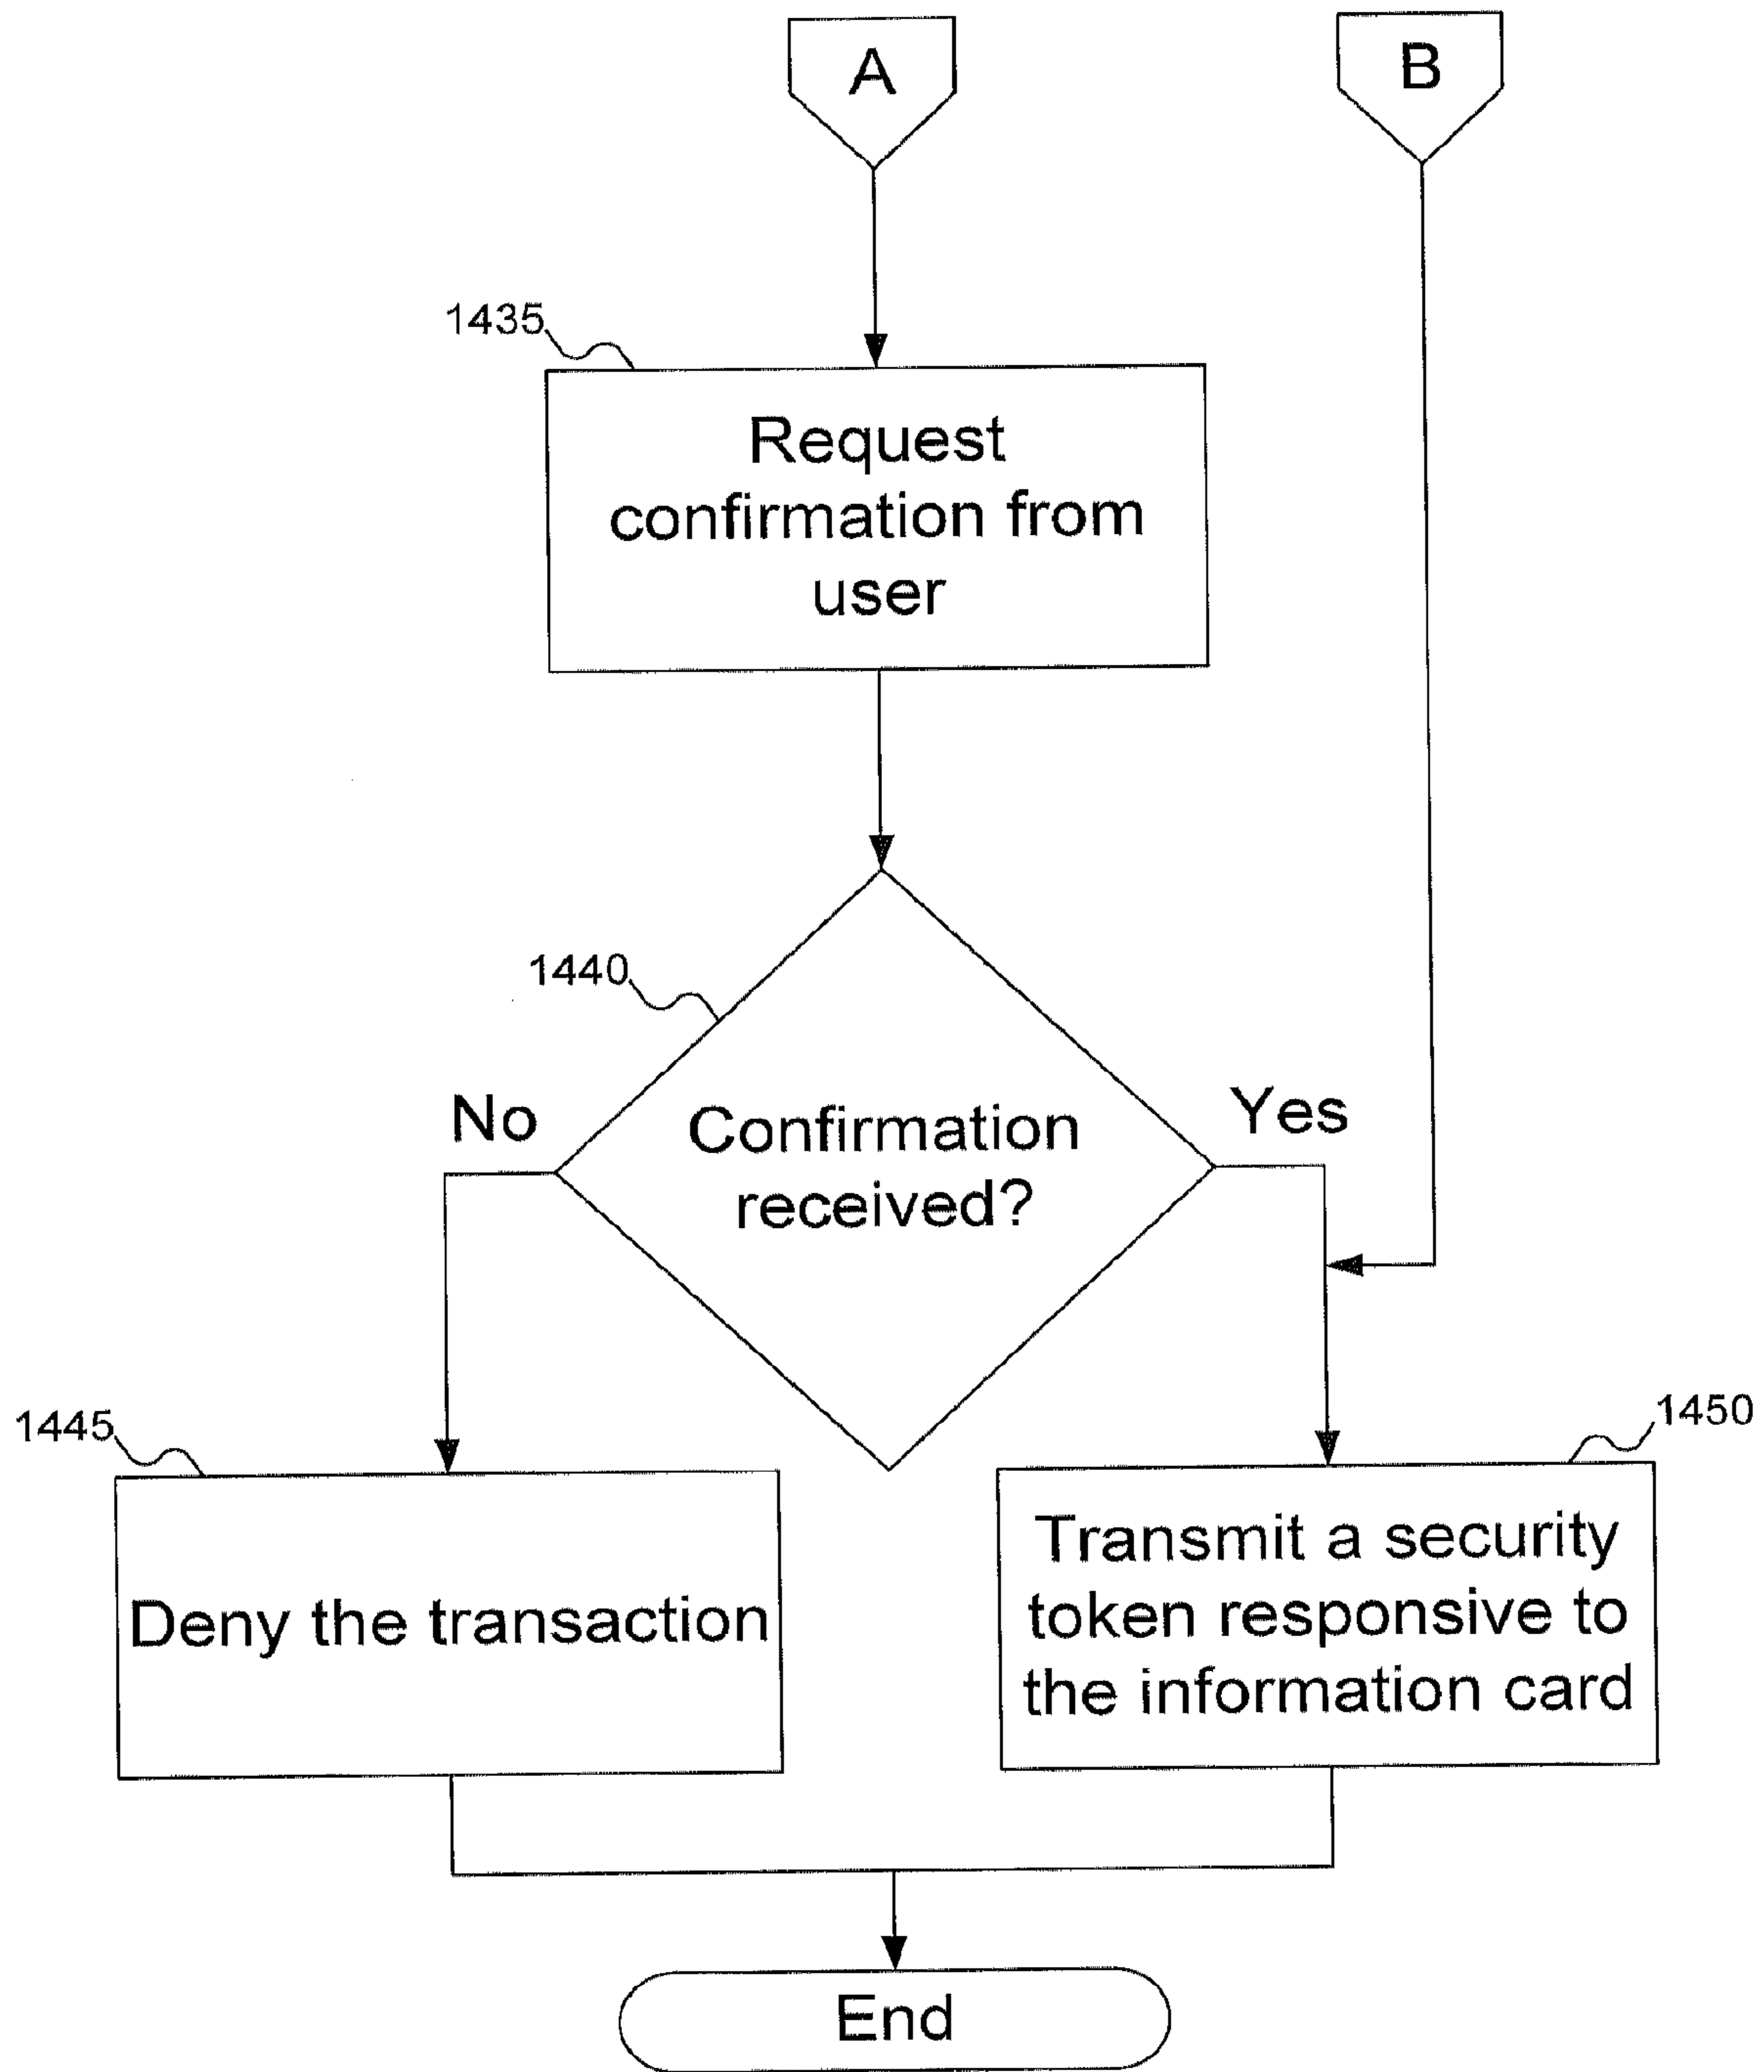 A
B
1435
Request
confirmation from
user
1440
No
Confirmation
received?
Yes
1445
Deny the transaction
1450
Transmit a security
token responsive to
the information card
End